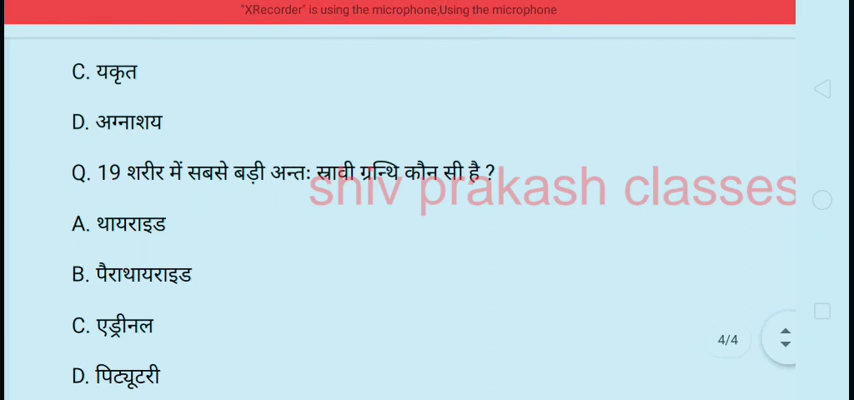 "XRecorder" is using the microphone,Using the microphone
C. यकृत
D. अग्नाशय
Q. 19 शरीर में सबसे बड़ी अन्तः स्रावी ग्रन्थि कौन सी है ?
shiv prakash classes
A. थायराइड
B. पैराथायराइड
C. एड्रीनल
4/4
D. पिट्यूटरी